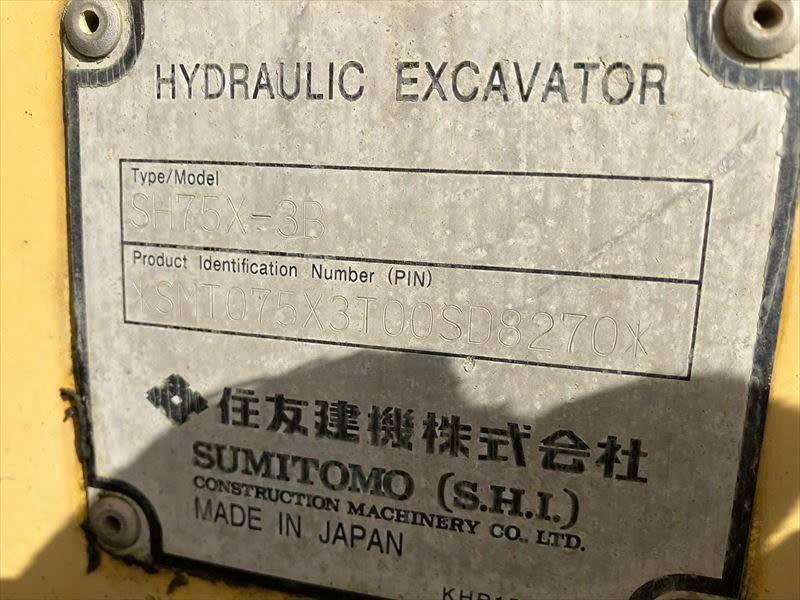 HYDRAULIC EXCAVATOR
Type/Model
SH75X-3B
Product Identification Number (PIN)
*SMT075X3T00SD8270*
住友建機株式会社
SUMITOMO (S.H.I.)
CONSTRUCTION MACHINERY CO., LTD.
MADE IN JAPAN